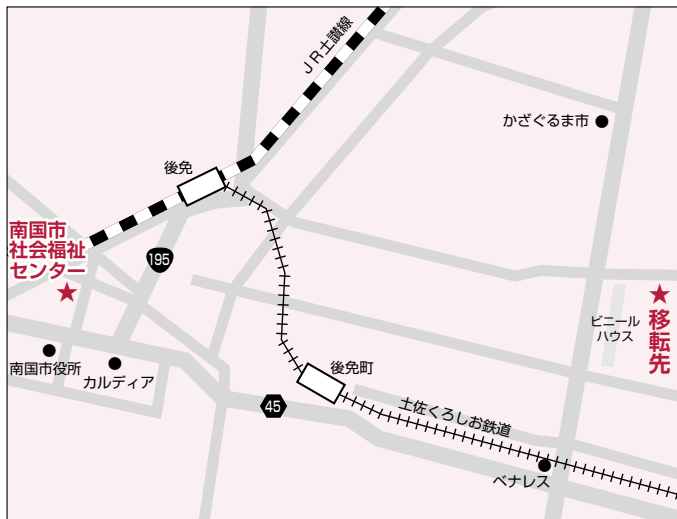 JR土讃線
かざぐるま市
後免
南国市
社会福祉
センター
195
移転先
ビニール
ハウス
南国市役所
カルディア
後免町
45
土佐くろしお鉄道
ベナレス